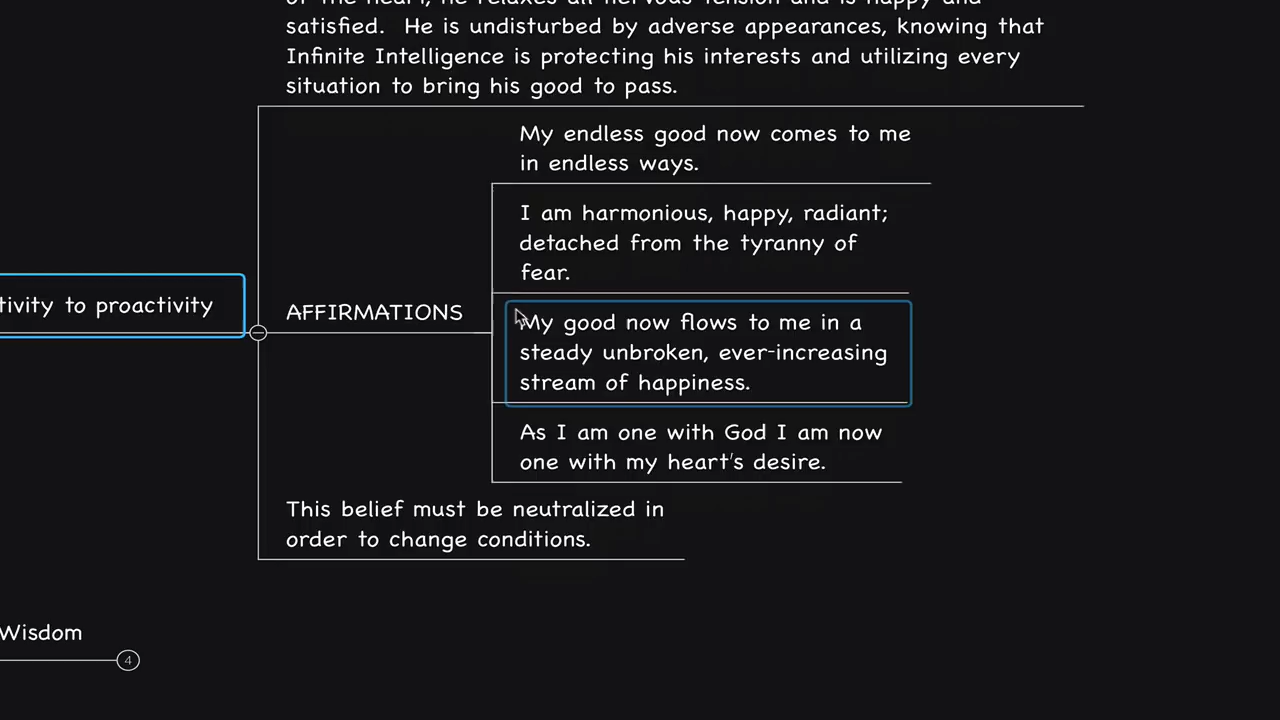 satisfied. He is undisturbed by adverse appearances, knowing that
Infinite Intelligence is protecting his interests and utilizing every
situation to bring his good to pass.
My endless good now comes to me
in endless ways.
I am harmonious, happy, radiant;
detached from the tyranny of
fear.
tivity to proactivity
AFFIRMATIONS
My good now flows to me in a
steady unbroken, ever-increasing
stream of happiness.
As I am one with God I am now
one with my heart's desire.
This belief must be neutralized in
order to change conditions.
Wisdom
4